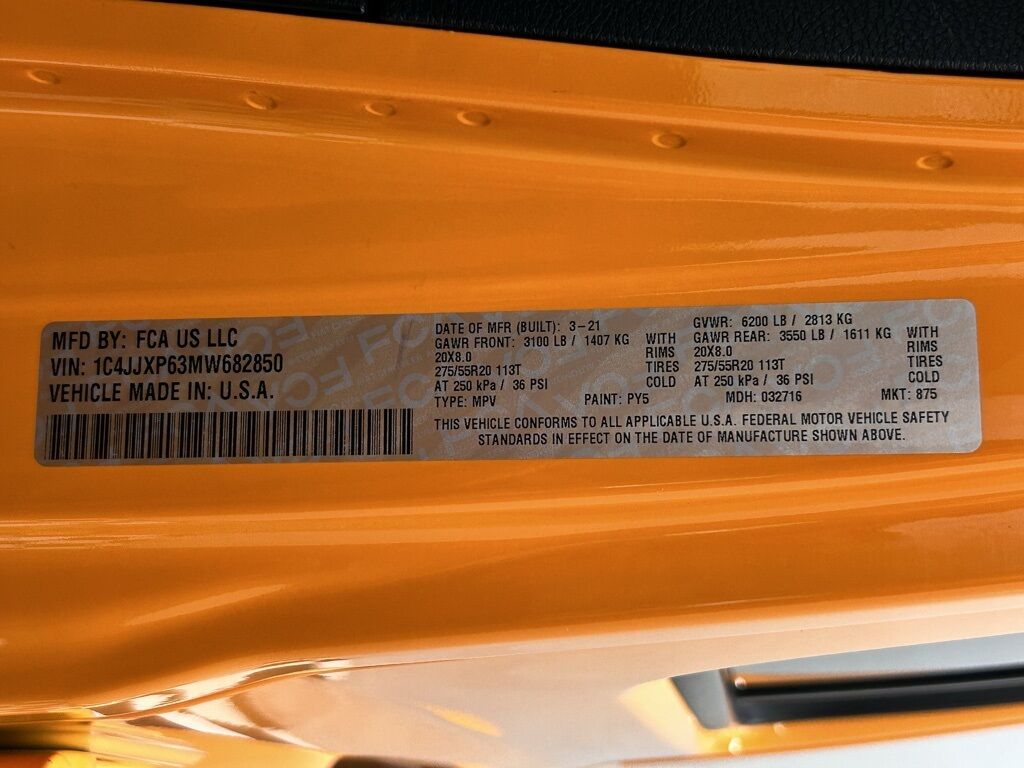 MFD BY: FCA US LLC
VIN: 1C4JJXP63MW682850
VEHICLE MADE IN: U.S.A.
DATE OF MFR (BUILT): 3-21
GAWR FRONT: 3100 LB / 1407 KG WITH
20X8.0 RIMS
275/55R20 113T TIRES
AT 250 kPa / 36 PSI COLD
TYPE: MPV PAINT: PY5
GVWR: 6200 LB / 2813 KG
GAWR REAR: 3550 LB / 1611 KG WITH
20X8.0 RIMS
275/55R20 113T TIRES
AT 250 kPa / 36 PSI COLD
MDH: 032716 MKT: 875
THIS VEHICLE CONFORMS TO ALL APPLICABLE U.S.A. FEDERAL MOTOR VEHICLE SAFETY
STANDARDS IN EFFECT ON THE DATE OF MANUFACTURE SHOWN ABOVE.